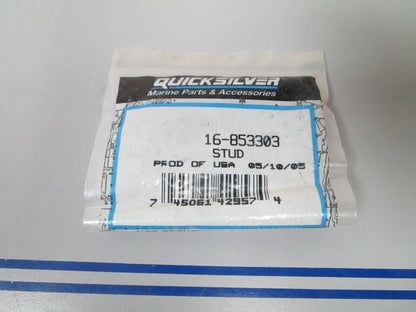 QUICKSILVER
Marine Parts & Accessories
16-853303
STUD
PROD OF USA 05/10/05
7 45061 42957 4